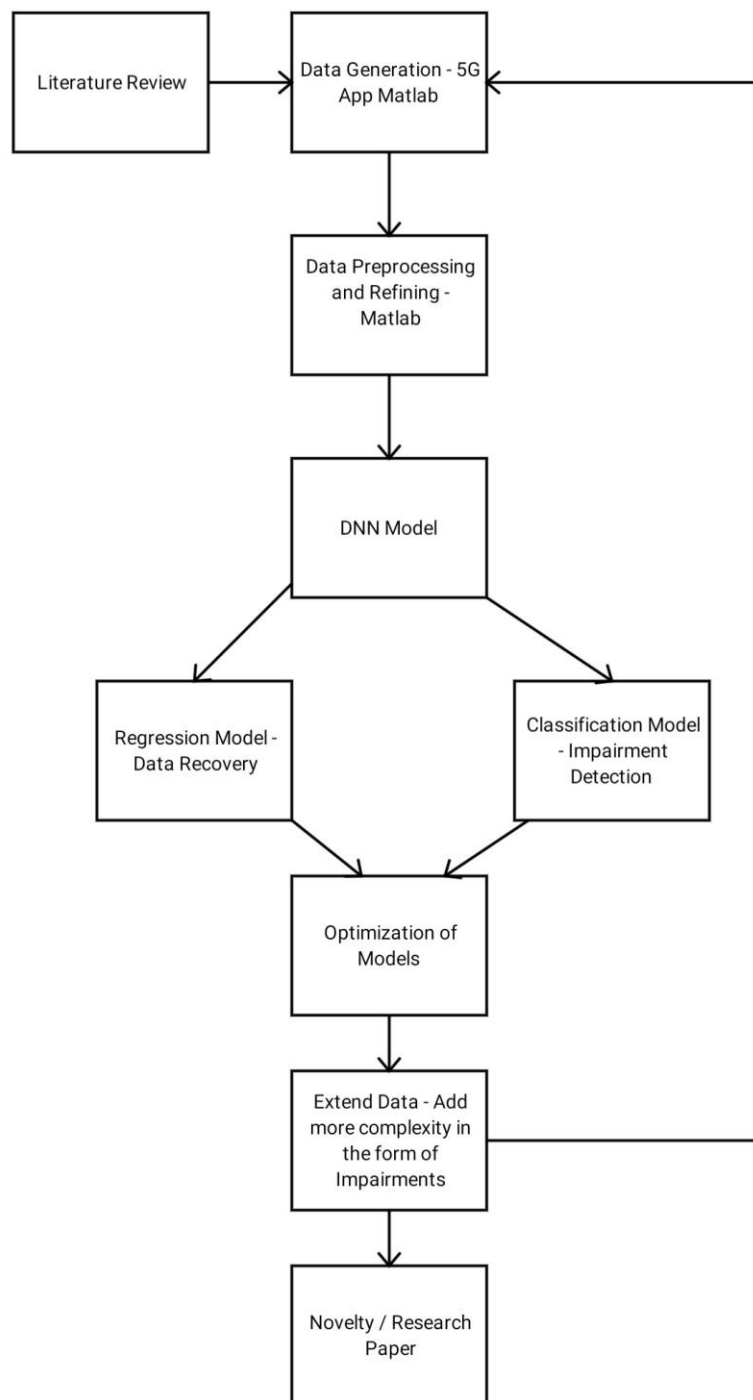 Literature Review
Data Generation - 5G
App Matlab
Data Preprocessing
and Refining -
Matlab
DNN Model
Regression Model -
Data Recovery
Classification Model
- Impairment
Detection
Optimization of
Models
Extend Data - Add
more complexity in
the form of
Impairments
Novelty / Research
Paper